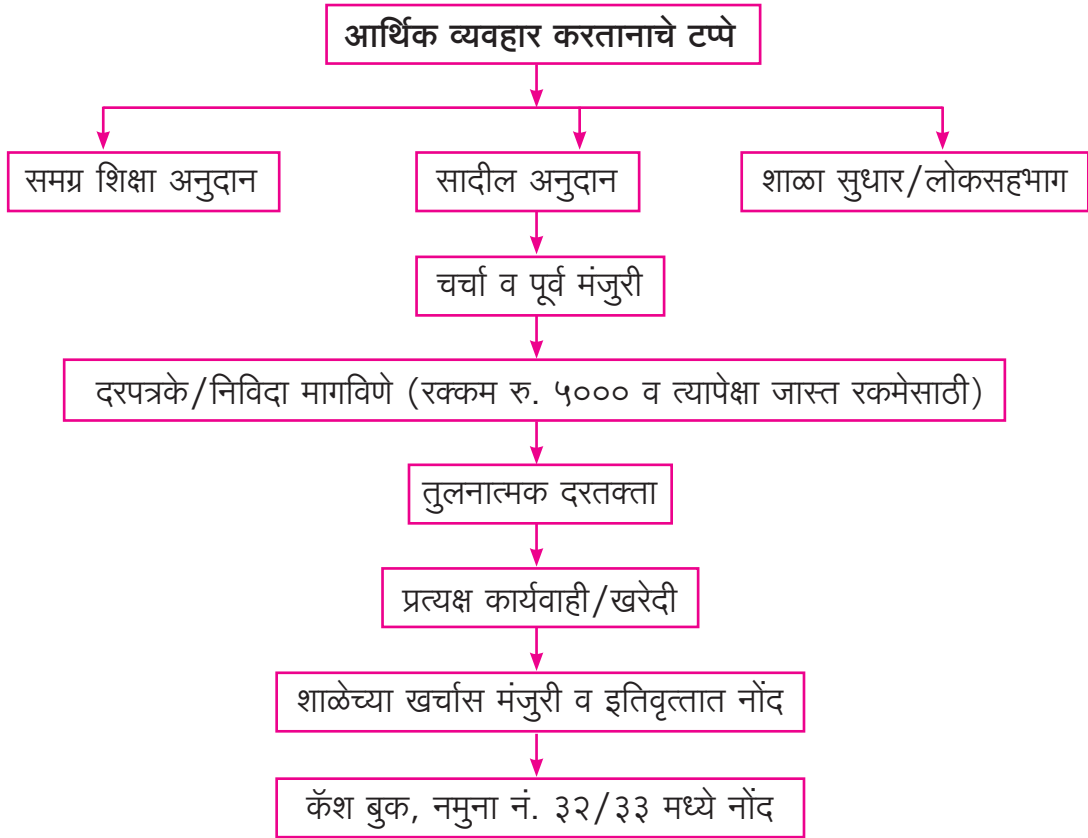 आर्थिक व्यवहार करतानाचे टप्पे
समग्र शिक्षा अनुदान
सादील अनुदान
शाळा सुधार/लोकसहभाग
चर्चा व पूर्व मंजुरी
दरपत्रके/निविदा मागविणे (रक्कम रु. ५००० व त्यापेक्षा जास्त रकमेसाठी)
तुलनात्मक दरतक्ता
प्रत्यक्ष कार्यवाही/खरेदी
शाळेच्या खर्चास मंजुरी व इतिवृत्तात नोंद
कॅश बुक, नमुना नं. ३२/३३ मध्ये नोंद